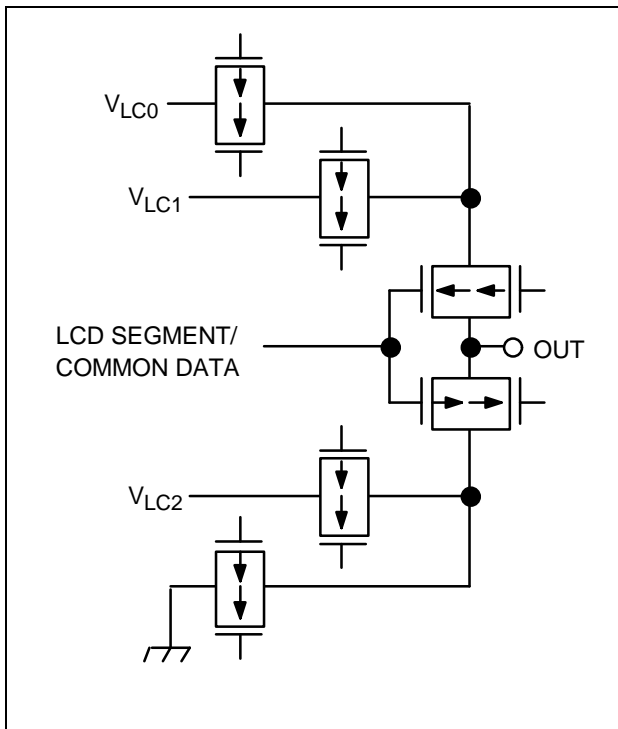 VLC0
VLC1
LCD SEGMENT/
COMMON DATA
OUT
VLC2